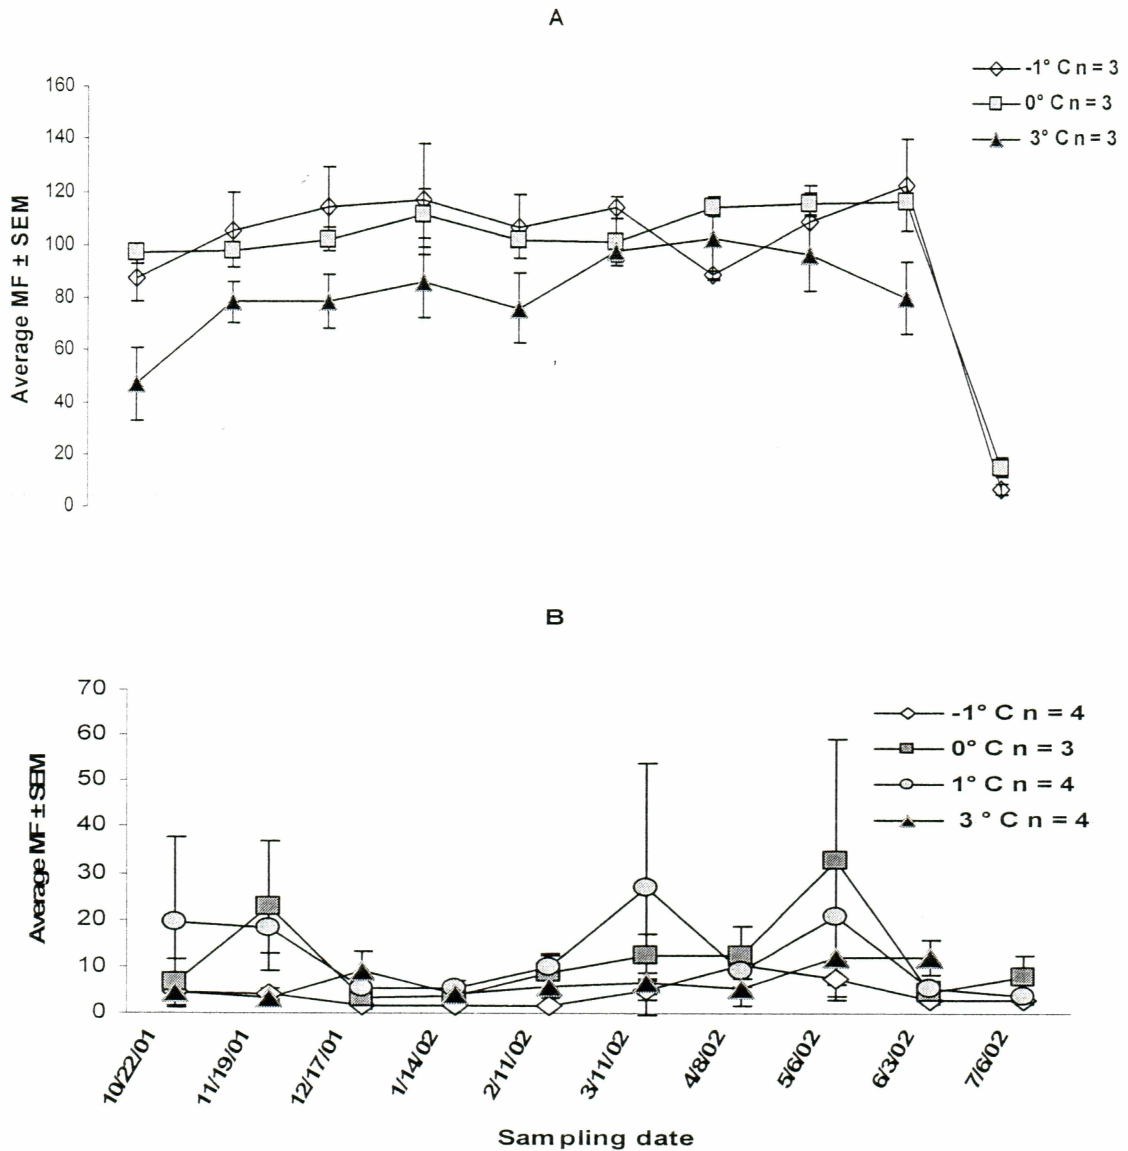 A
-1° C n = 3
0° C n = 3
3° C n = 3
Average MF ± SEM
160
140
120
100
80
60
40
20
0
B
-1° C n = 4
0° C n = 3
1° C n = 4
3 ° C n = 4
Average MF ± SEM
70
60
50
40
30
20
10
0
10/22/01
11/19/01
12/17/01
1/14/02
2/11/02
3/11/02
4/8/02
5/6/02
6/3/02
7/6/02
Sampling date